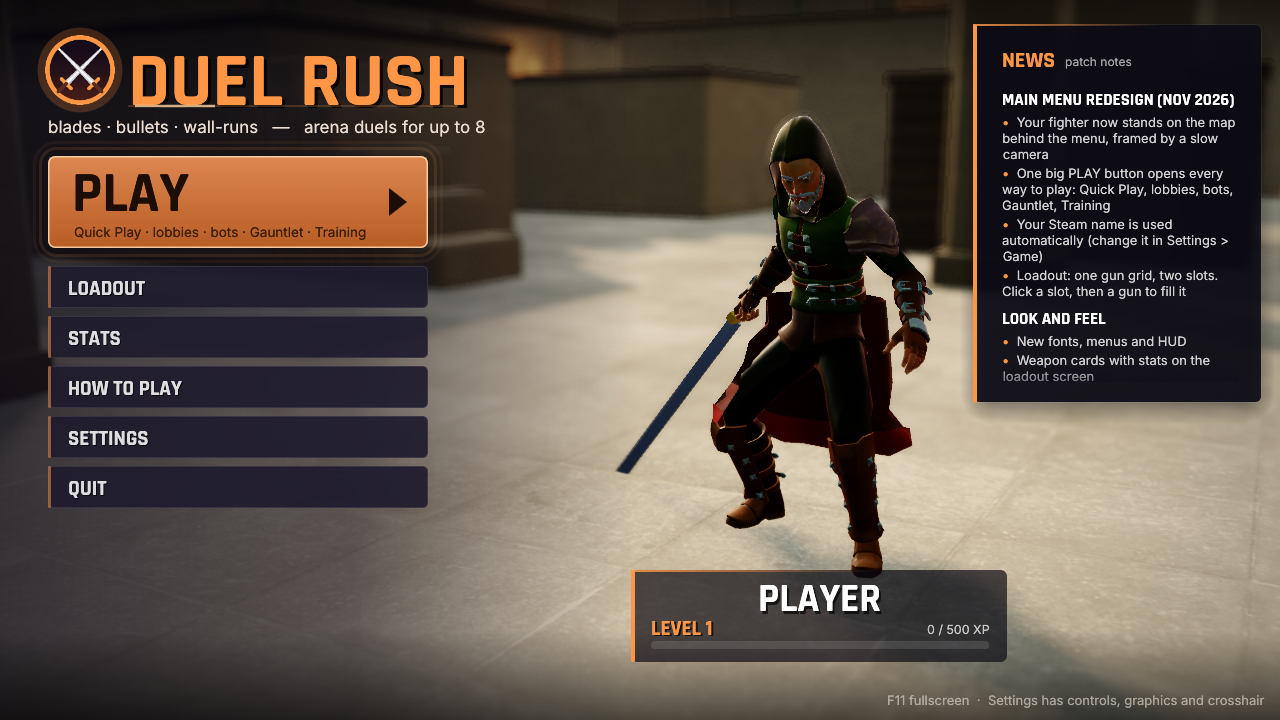 DUEL RUSH
blades · bullets · wall-runs — arena duels for up to 8
PLAY
Quick Play · lobbies · bots · Gauntlet · Training
LOADOUT
STATS
HOW TO PLAY
SETTINGS
QUIT
NEWS patch notes
MAIN MENU REDESIGN (NOV 2026)
• Your fighter now stands on the map
behind the menu, framed by a slow
camera
• One big PLAY button opens every
way to play: Quick Play, lobbies, bots,
Gauntlet, Training
• Your Steam name is used
automatically (change it in Settings >
Game)
• Loadout: one gun grid, two slots.
Click a slot, then a gun to fill it
LOOK AND FEEL
• New fonts, menus and HUD
• Weapon cards with stats on the
loadout screen
PLAYER
LEVEL 1
0 / 500 XP
F11 fullscreen · Settings has controls, graphics and crosshair